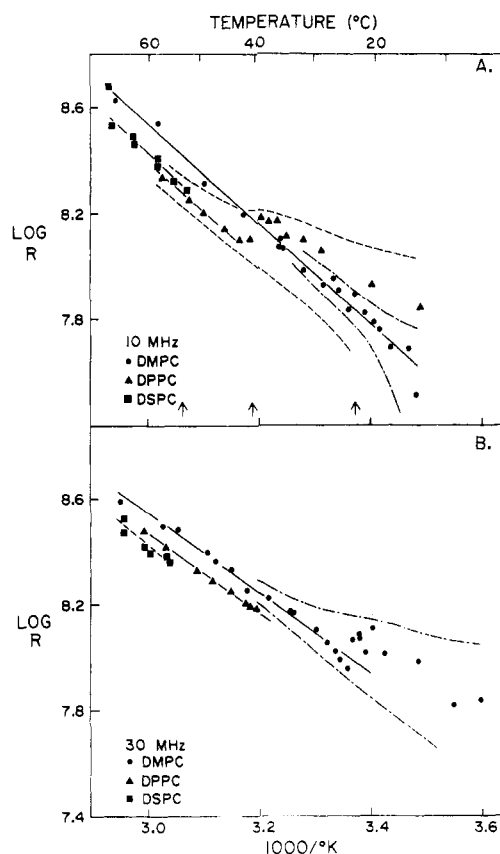 TEMPERATURE (°C)
60 50 40 30 20
A.
8.6
8.2
LOG
R
7.8
10 MHz
• DMPC
▲ DPPC
■ DSPC
B.
8.6
8.2
LOG
R
7.8
30 MHz
• DMPC
▲ DPPC
■ DSPC
7.4
3.0 3.2 3.4 3.6
1000/°K